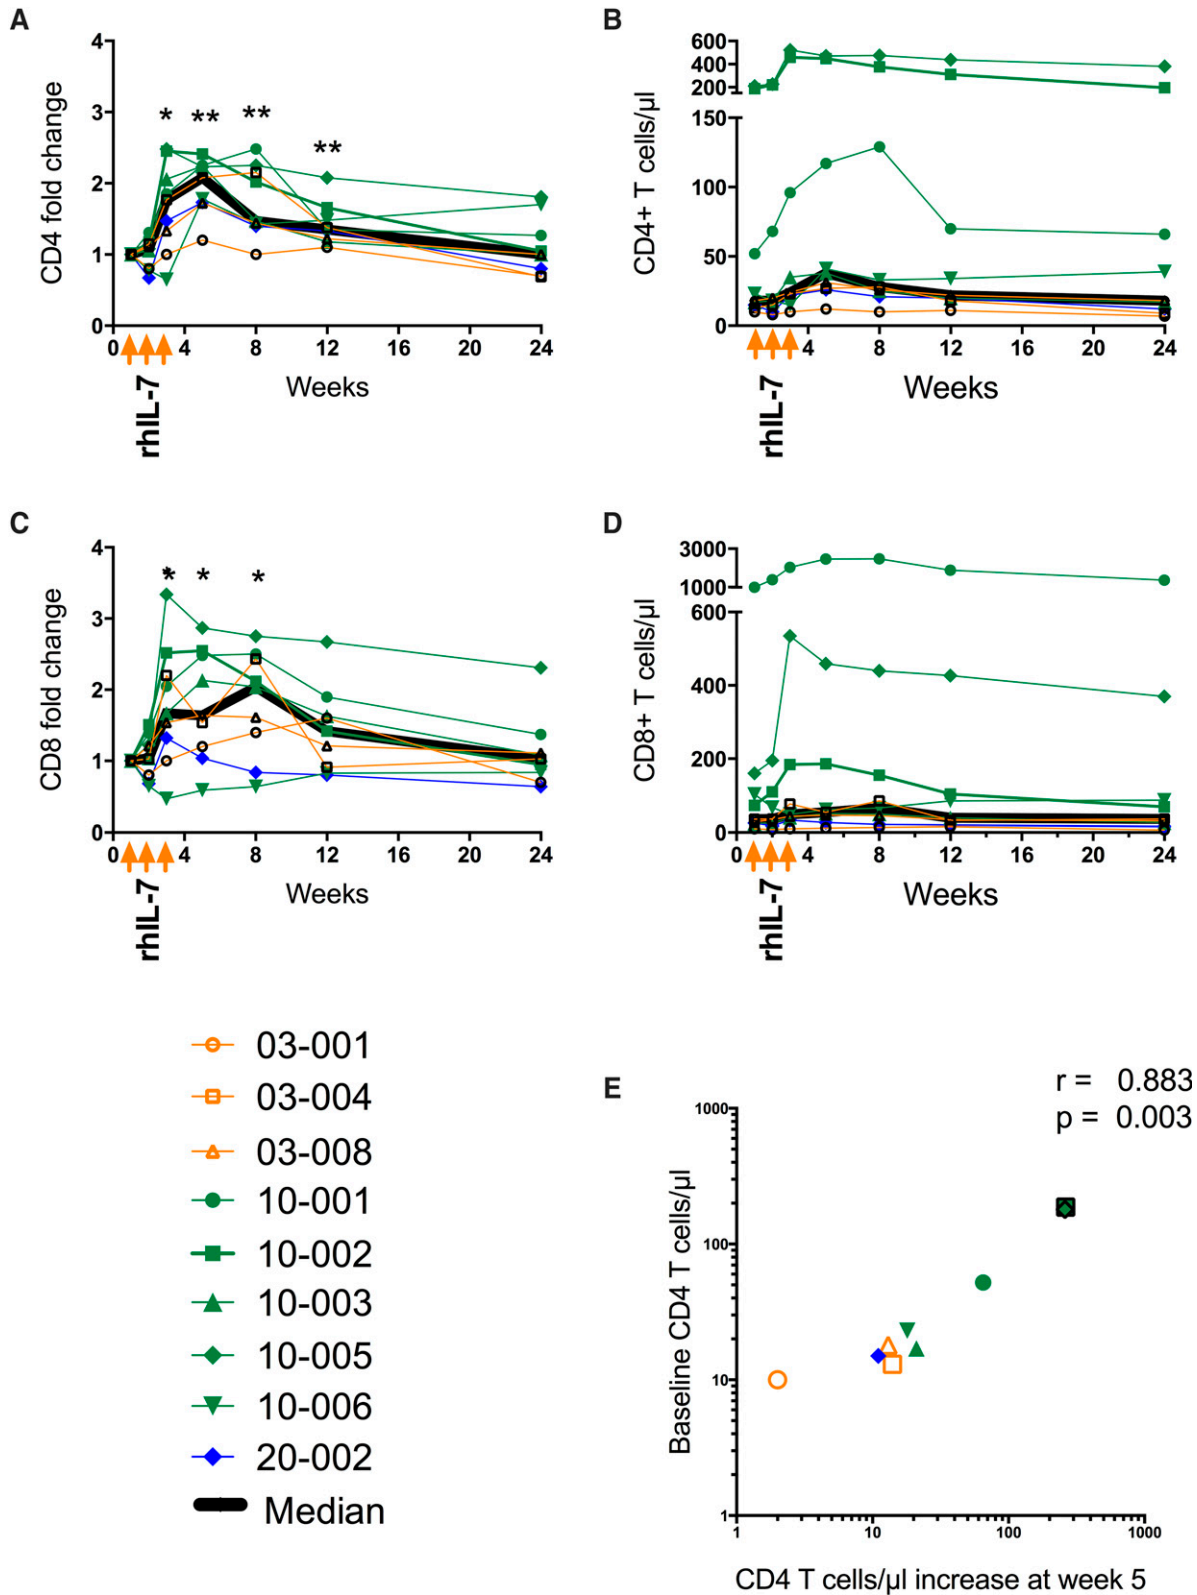 A
4
3
2
1
0
CD4 fold change
* ** ** **
0 4 8 12 16 20 24
Weeks
rhIL-7
B
600
400
200
150
100
50
0
CD4+ T cells/µl
4 8 12 16 20 24
Weeks
rhIL-7
C
4
3
2
1
0
CD8 fold change
* * *
0 4 8 12 16 20 24
Weeks
rhIL-7
D
3000
1000
600
400
200
0
CD8+ T cells/µl
0 4 8 12 16 20 24
Weeks
rhIL-7
03-001
03-004
03-008
10-001
10-002
10-003
10-005
10-006
20-002
Median
E
r = 0.883
p = 0.003
1000
100
10
1
Baseline CD4 T cells/µl
1 10 100 1000
CD4 T cells/µl increase at week 5